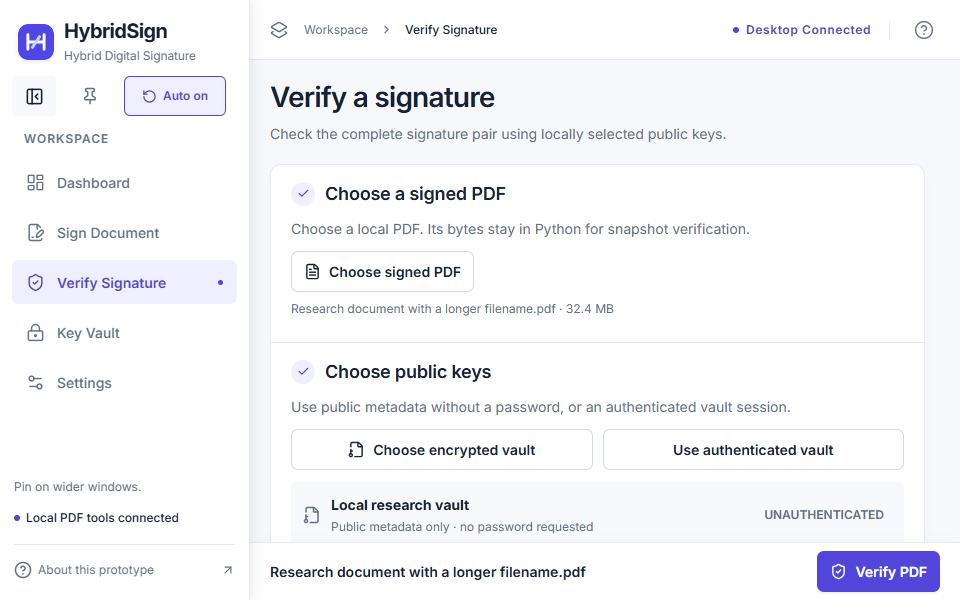 HybridSign
Hybrid Digital Signature
Auto on
WORKSPACE
Dashboard
Sign Document
Verify Signature
Key Vault
Settings
Pin on wider windows.
Local PDF tools connected
About this prototype
Workspace
Verify Signature
Desktop Connected
Verify a signature
Check the complete signature pair using locally selected public keys.
Choose a signed PDF
Choose a local PDF. Its bytes stay in Python for snapshot verification.
Choose signed PDF
Research document with a longer filename.pdf · 32.4 MB
Choose public keys
Use public metadata without a password, or an authenticated vault session.
Choose encrypted vault
Use authenticated vault
Local research vault
Public metadata only · no password requested
UNAUTHENTICATED
Research document with a longer filename.pdf
Verify PDF